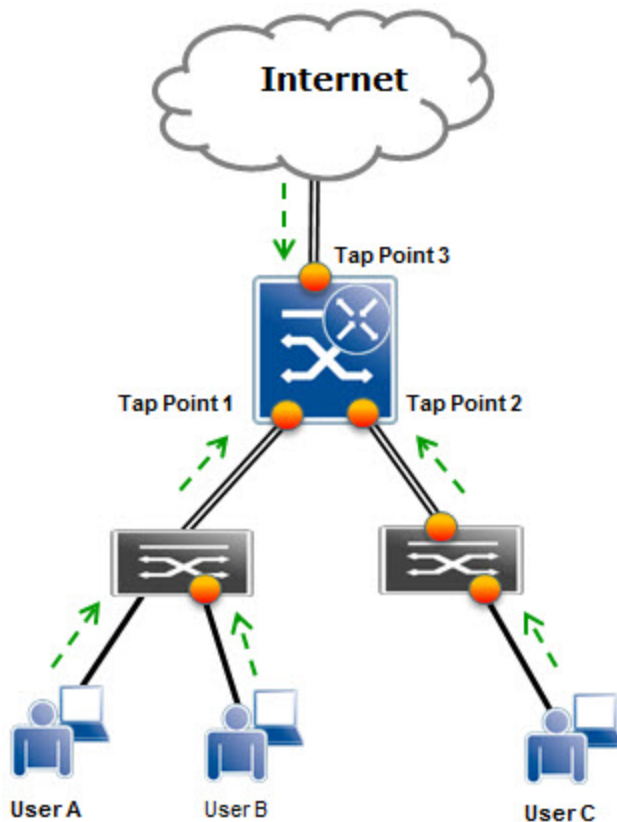 Internet
Tap Point 3
Tap Point 1
Tap Point 2
User A
User B
User C